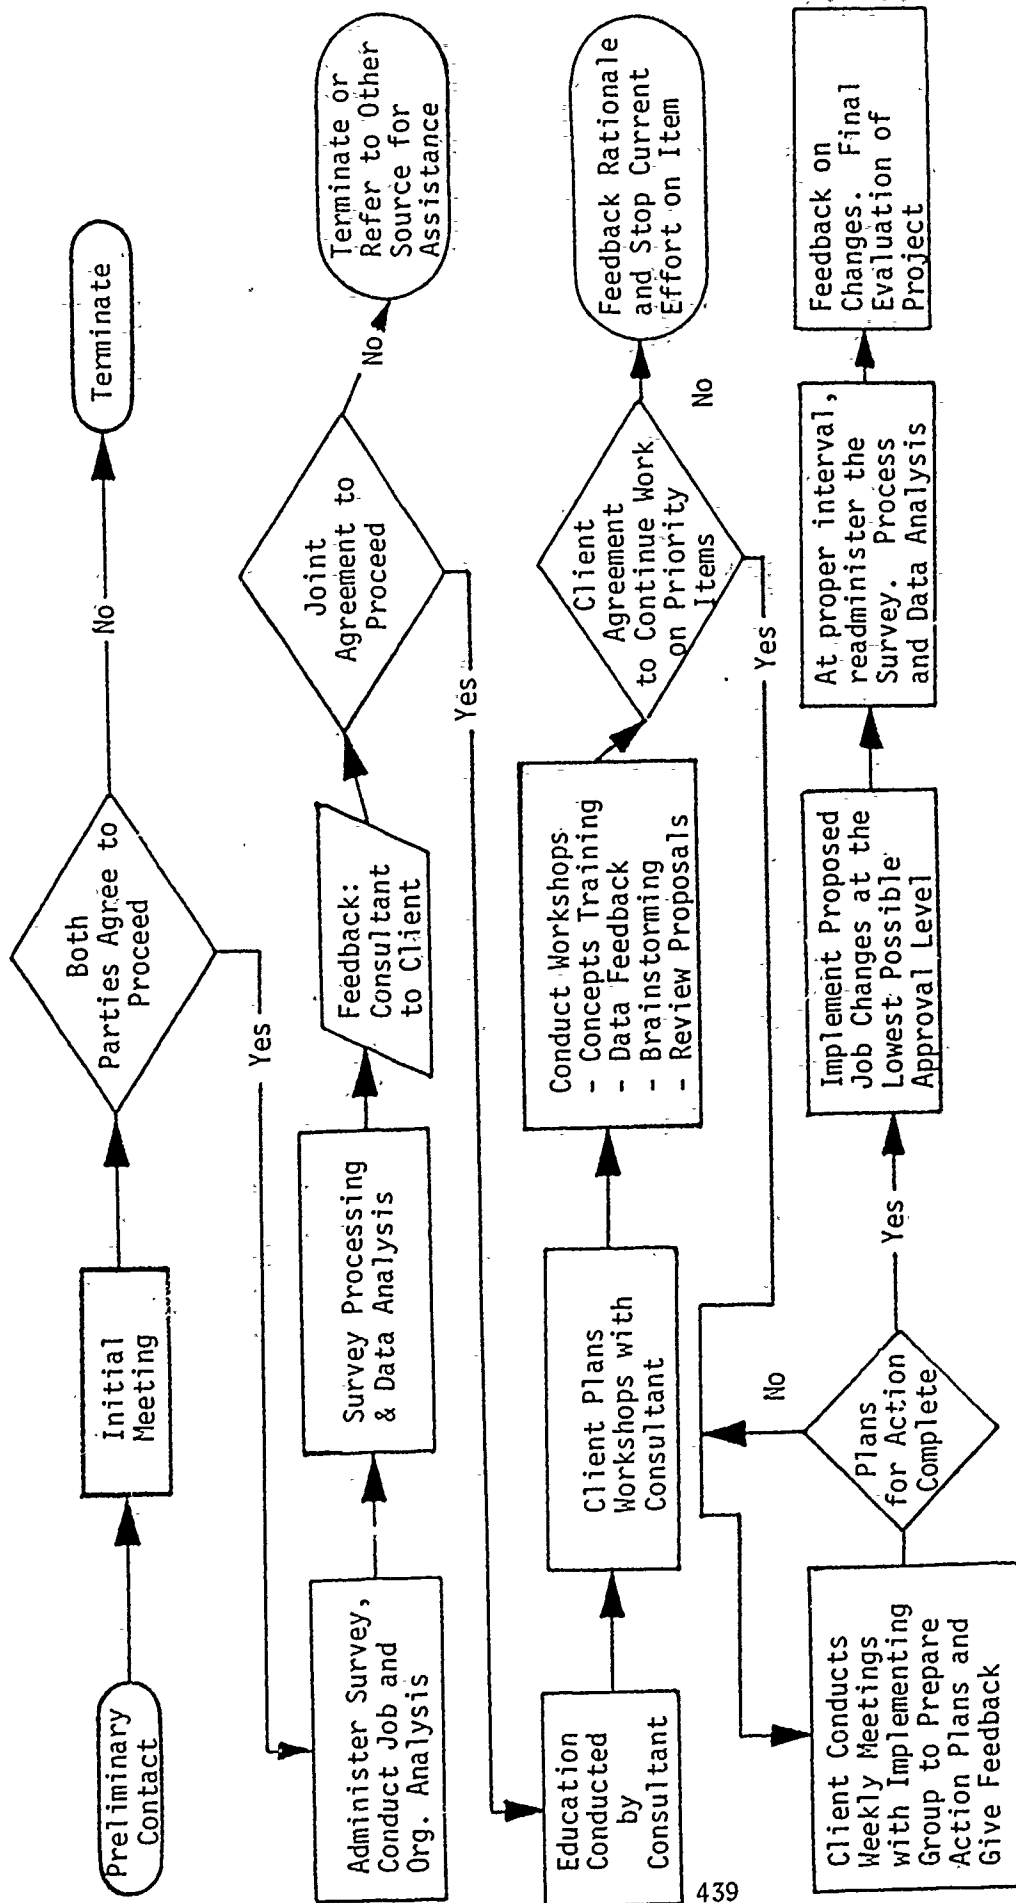 Preliminary
Contact
Initial
Meeting
Both
Parties Agree to
Proceed
No
Terminate
Yes
Administer Survey,
Conduct Job and
Org. Analysis
Survey Processing
& Data Analysis
Feedback:
Consultant
to Client
Joint
Agreement to
Proceed
No
Terminate or
Refer to Other
Source for
Assistance
Yes
Education
Conducted
by
Consultant
Client Plans
Workshops with
Consultant
Conduct Workshops
- Concepts Training
- Data Feedback
- Brainstorming
- Review Proposals
Client
Agreement
to Continue Work
on Priority
Items
No
Feedback Rationale
and Stop Current
Effort on Item
Yes
Client Conducts
Weekly Meetings
with Implementing
Group to Prepare
Action Plans and
Give Feedback
Plans
for Action
Complete
No
Yes
Implement Proposed
Job Changes at the
Lowest Possible
Approval Level
At proper interval,
readminister the
Survey. Process
and Data Analysis
Feedback on
Changes. Final
Evaluation of
Project
439